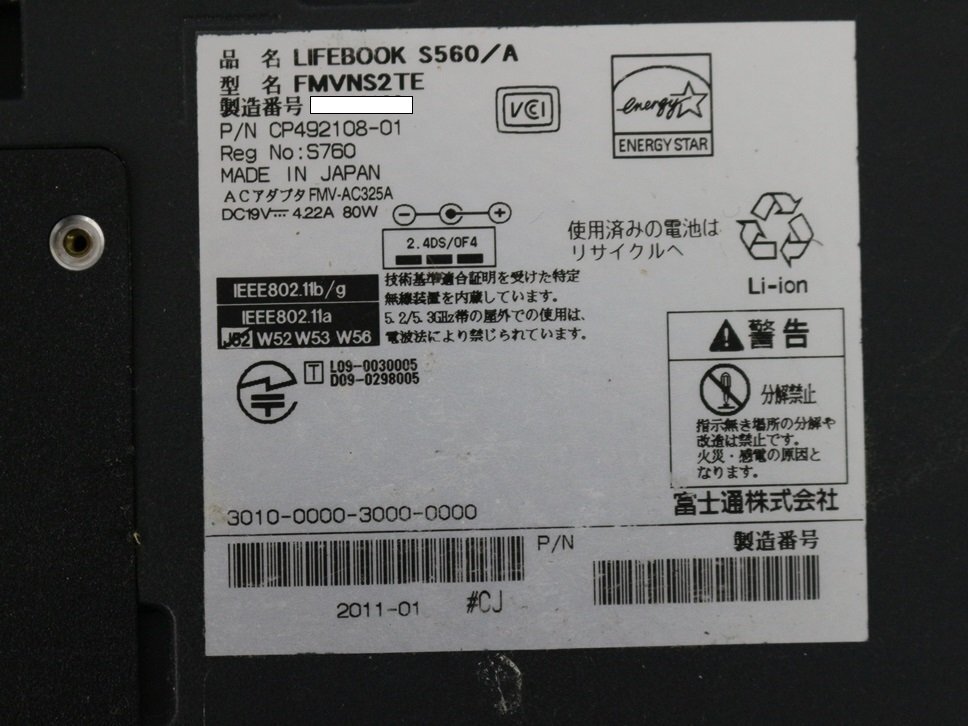 品 名 LIFEBOOK S560/A
型 名 FMVNS2TE
製造番号
P/N CP492108-01
Reg No:S760
MADE IN JAPAN
ACアダプタ FMV-AC325A
DC19V 4.22A 80W
2.4DS/OF4
IEEE802.11b/g
IEEE802.11a
J52 W52 W53 W56
技術基準適合証明を受けた特定
無線装置を内蔵しています。
5.2/5.3GHz帯の屋外での使用は、
電波法により禁じられています。
T L09-0030005
D09-0298005
VCCI
energy
ENERGY STAR
使用済みの電池は
リサイクルへ
Li-ion
警告
分解禁止
指示無き場所の分解や
改造は禁止です。
火災・感電の原因と
なります。
富士通株式会社
3010-0000-3000-0000
P/N
製造番号
2011-01 #CJ